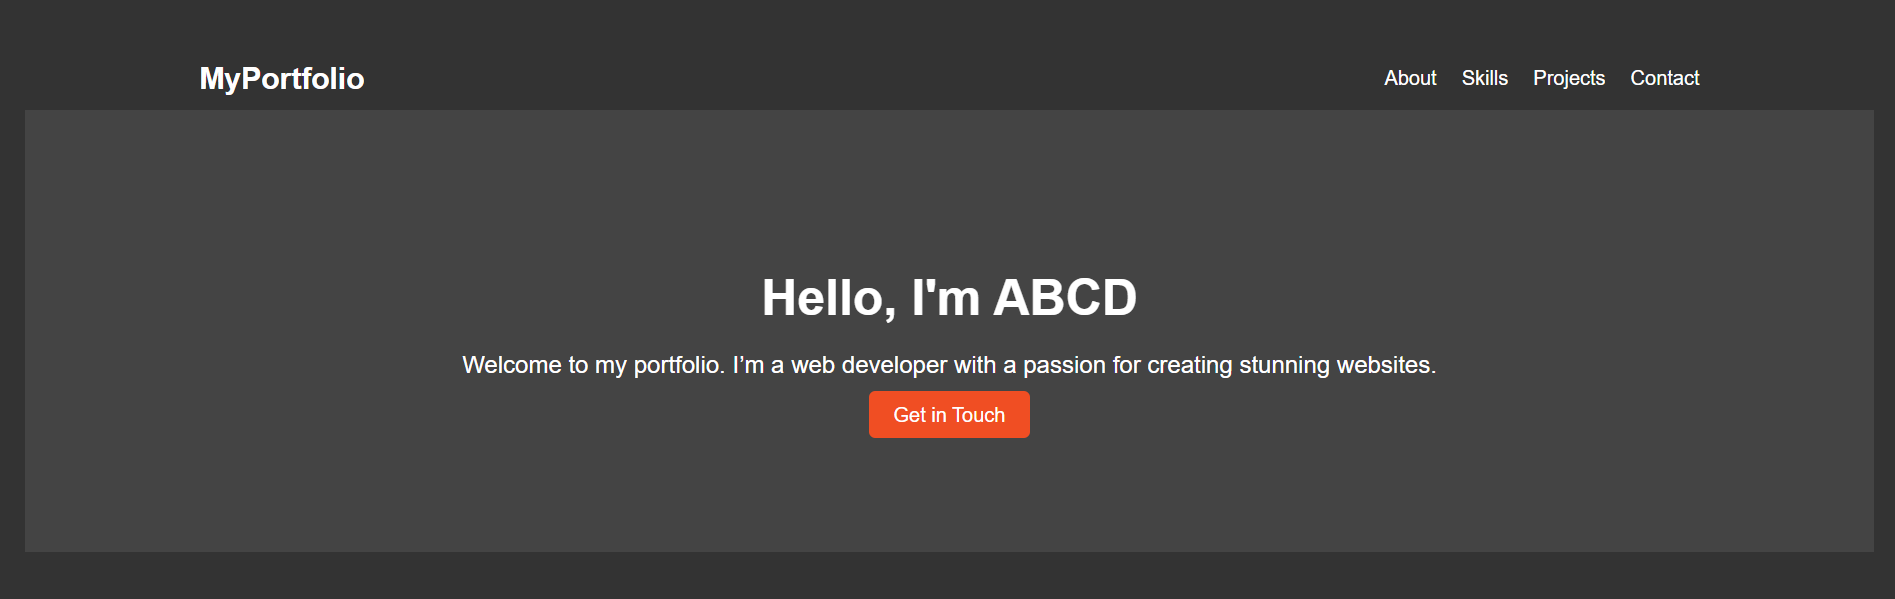 MyPortfolio
About Skills Projects Contact
Hello, I'm ABCD
Welcome to my portfolio. I’m a web developer with a passion for creating stunning websites.
Get in Touch